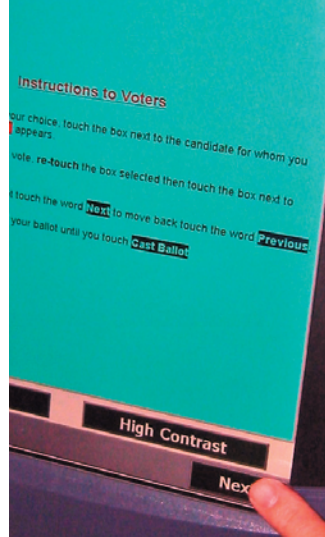 Instructions to Voters
your choice, touch the box next to the candidate for whom you
appears.
vote, re-touch the box selected then touch the box next to
touch the word Next to move back touch the word Previous
your ballot until you touch Cast Ballot
High Contrast
Nex